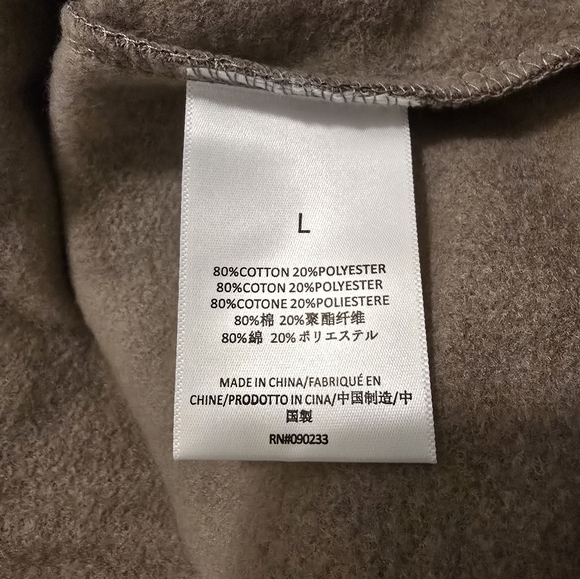 L
80%COTTON 20%POLYESTER
80%COTON 20%POLYESTER
80%COTONE 20%POLIESTERE
80%棉 20%聚酯纤维
80%綿 20%ポリエステル
MADE IN CHINA/FABRIQUÉ EN
CHINE/PRODOTTO IN CINA/中国制造/中
国製
RN#090233